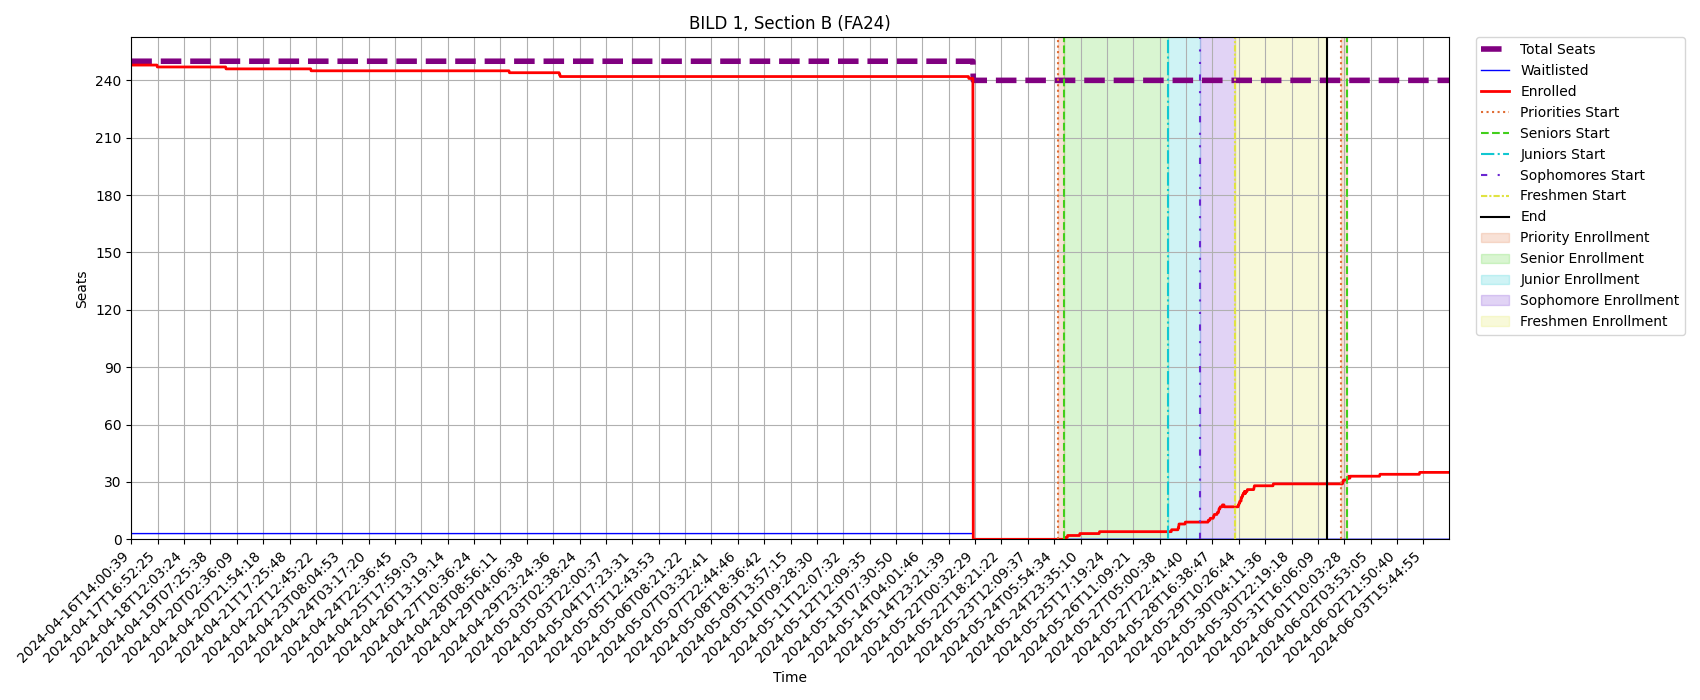 BILD 1, Section B (FA24)
Seats
240
210
180
150
120
90
60
30
0
2024-04-16T14:00:39
2024-04-17T16:52:25
2024-04-18T12:03:24
2024-04-19T07:25:38
2024-04-20T02:36:09
2024-04-20T21:54:18
2024-04-21T17:25:48
2024-04-22T12:45:22
2024-04-23T08:04:53
2024-04-24T03:17:20
2024-04-24T22:36:45
2024-04-25T17:59:03
2024-04-26T13:19:14
2024-04-27T10:36:24
2024-04-28T08:56:11
2024-04-29T04:06:38
2024-04-29T23:24:36
2024-05-03T02:38:24
2024-05-03T22:00:37
2024-05-04T17:23:31
2024-05-05T12:43:53
2024-05-06T08:21:22
2024-05-07T03:32:41
2024-05-07T22:44:46
2024-05-08T18:36:42
2024-05-09T13:57:15
2024-05-10T09:28:30
2024-05-11T12:07:32
2024-05-12T12:09:35
2024-05-13T07:30:50
2024-05-14T04:01:46
2024-05-14T23:21:39
2024-05-22T00:32:29
2024-05-22T18:21:22
2024-05-23T12:09:37
2024-05-24T05:54:34
2024-05-24T23:35:10
2024-05-25T17:19:24
2024-05-26T11:09:21
2024-05-27T05:00:38
2024-05-27T22:41:40
2024-05-28T16:38:47
2024-05-29T10:26:44
2024-05-30T04:11:36
2024-05-30T22:19:18
2024-05-31T16:06:09
2024-06-01T10:03:28
2024-06-02T03:53:05
2024-06-02T21:50:40
2024-06-03T15:44:55
Time
Total Seats
Waitlisted
Enrolled
Priorities Start
Seniors Start
Juniors Start
Sophomores Start
Freshmen Start
End
Priority Enrollment
Senior Enrollment
Junior Enrollment
Sophomore Enrollment
Freshmen Enrollment